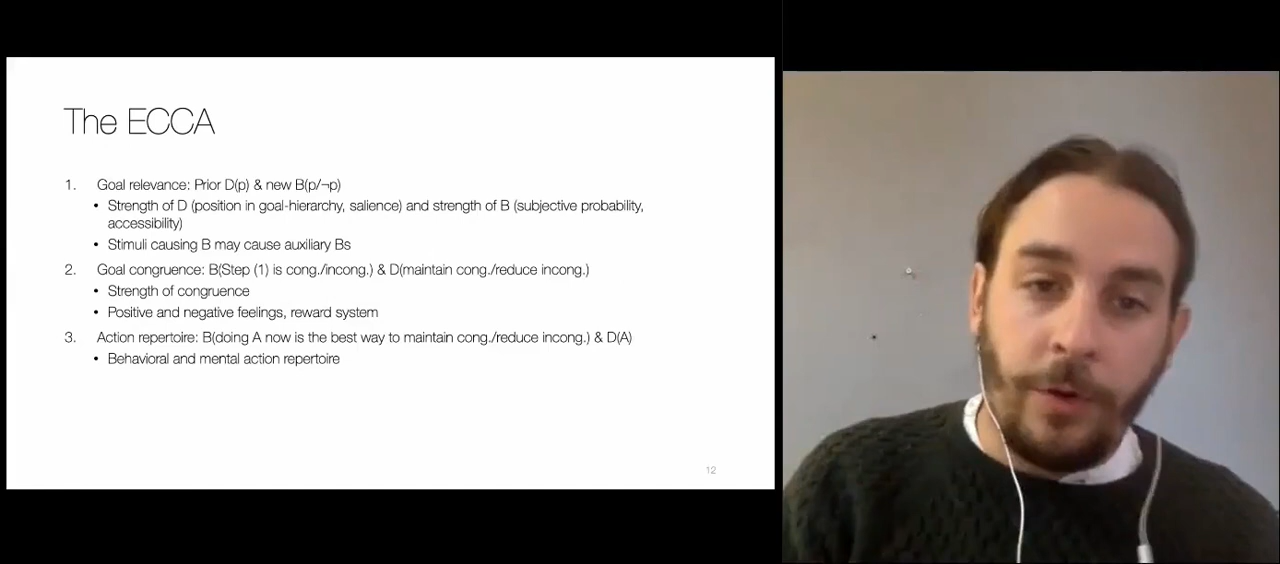 The ECCA
1. Goal relevance: Prior D(p) & new B(p/¬p)
• Strength of D (position in goal-hierarchy, salience) and strength of B (subjective probability,
accessibility)
• Stimuli causing B may cause auxiliary Bs
2. Goal congruence: B(Step (1) is cong./incong.) & D(maintain cong./reduce incong.)
• Strength of congruence
• Positive and negative feelings, reward system
3. Action repertoire: B(doing A now is the best way to maintain cong./reduce incong.) & D(A)
• Behavioral and mental action repertoire
12